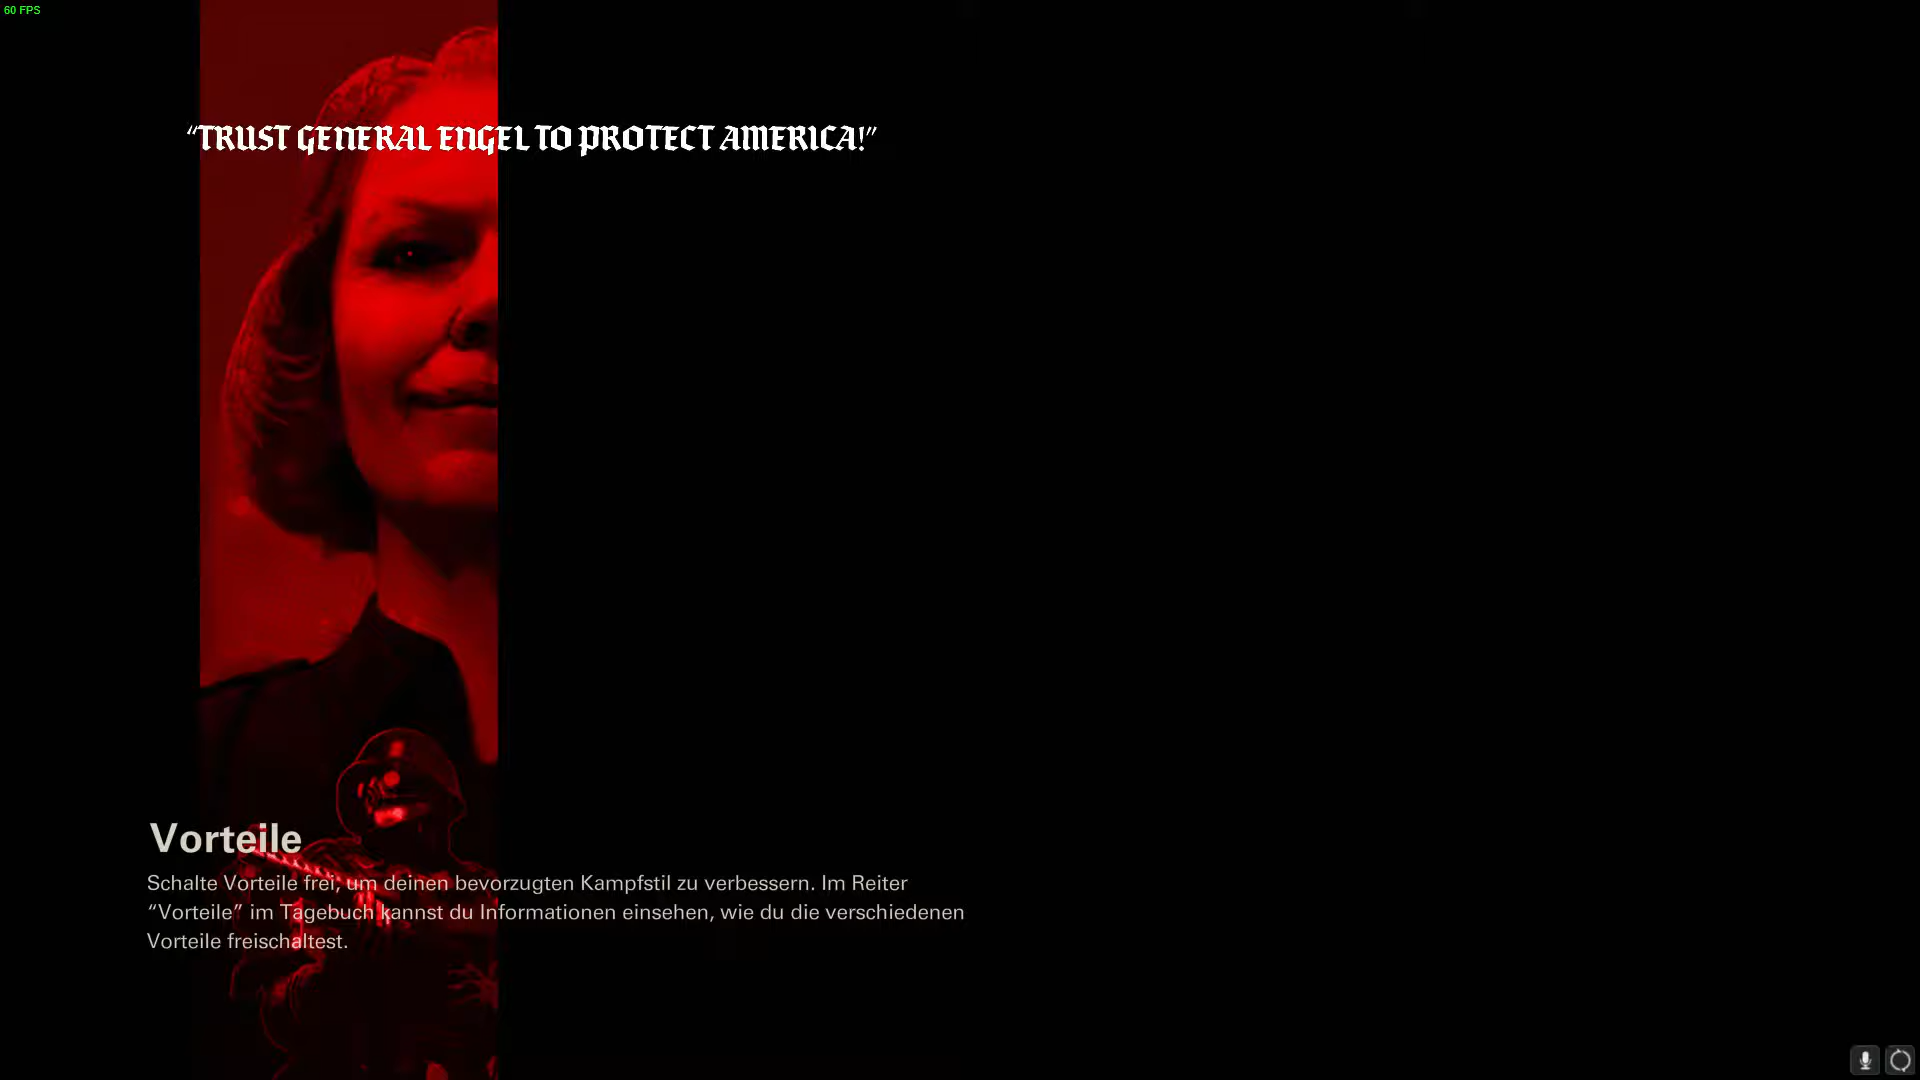 60 FPS
“TRUST GENERAL ENGEL TO PROTECT AMERICA!”
Vorteile
Schalte Vorteile frei, um deinen bevorzugten Kampfstil zu verbessern. Im Reiter
“Vorteile” im Tagebuch kannst du Informationen einsehen, wie du die verschiedenen
Vorteile freischaltest.